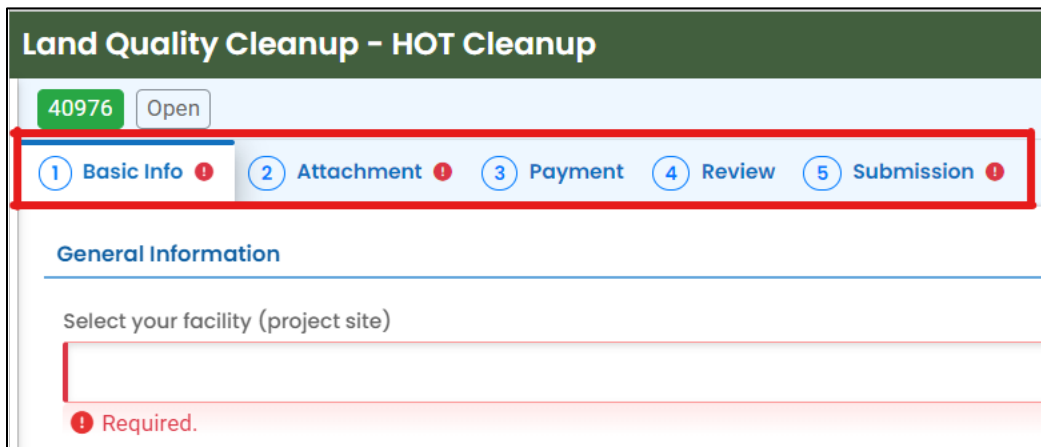 Land Quality Cleanup - HOT Cleanup
40976 Open
1 Basic Info ! 2 Attachment ! 3 Payment 4 Review 5 Submission !
General Information
Select your facility (project site)
! Required.